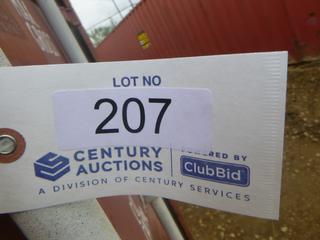 LOT NO
207
CENTURY
AUCTIONS
POWERED BY
ClubBid
A DIVISION OF CENTURY SERVICES